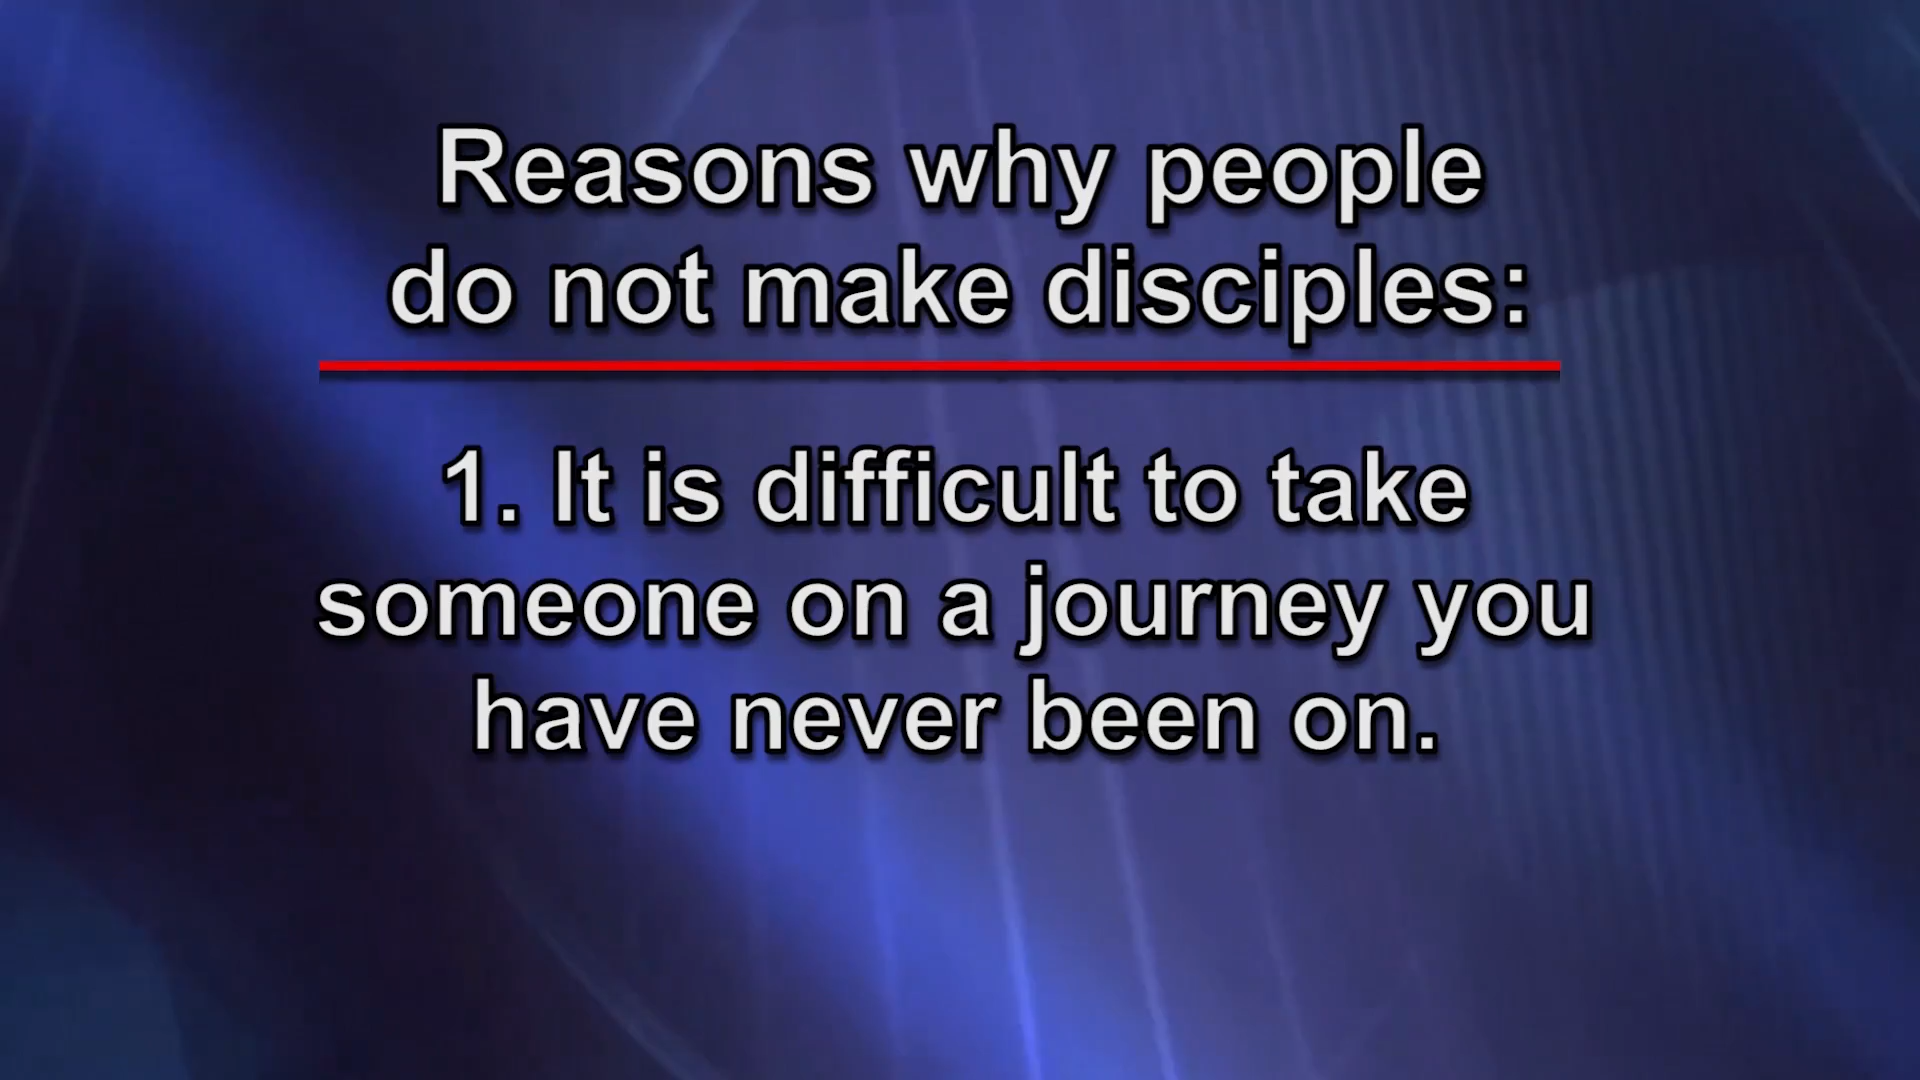 Reasons why people
do not make disciples:
1. It is difficult to take
someone on a journey you
have never been on.